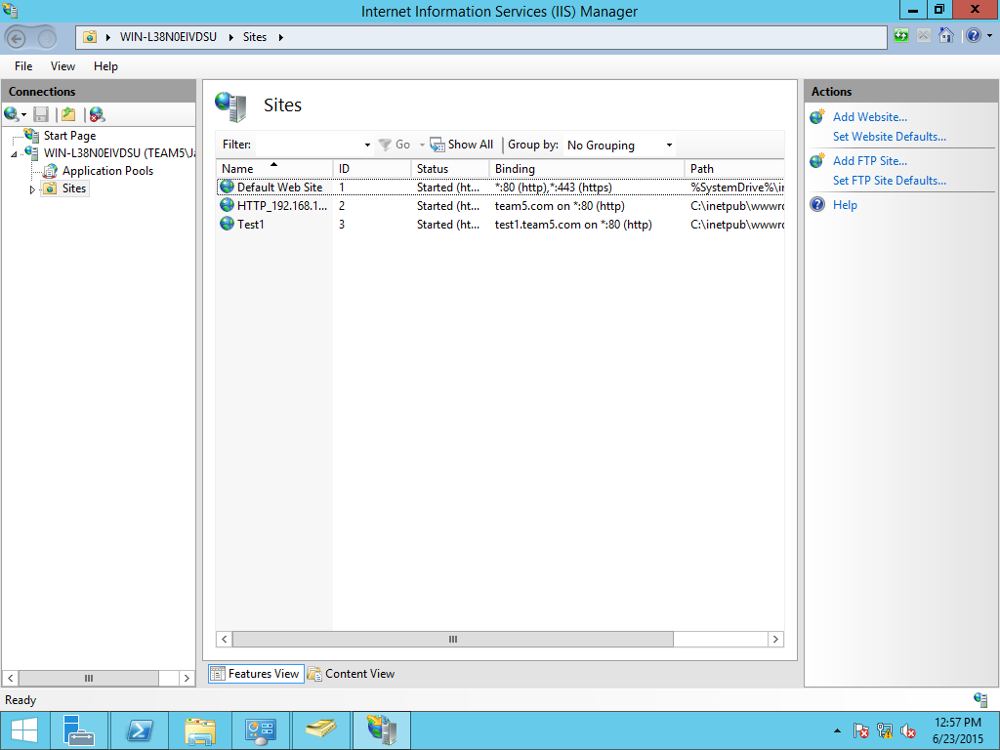 Internet Information Services (IIS) Manager
WIN-L38N0EIVDSU Sites
File View Help
Connections
Start Page
WIN-L38N0EIVDSU (TEAM5\
Application Pools
Sites
Sites
Filter: Go Show All Group by: No Grouping
Name ID Status Binding Path
Default Web Site 1 Started (ht... *:80 (http),*:443 (https) %SystemDrive%\i
HTTP_192.168.1... 2 Started (ht... team5.com on *:80 (http) C:\inetpub\wwwr
Test1 3 Started (ht... test1.team5.com on *:80 (http) C:\inetpub\wwwr
Features View Content View
Actions
Add Website...
Set Website Defaults...
Add FTP Site...
Set FTP Site Defaults...
Help
Ready
12:57 PM
6/23/2015